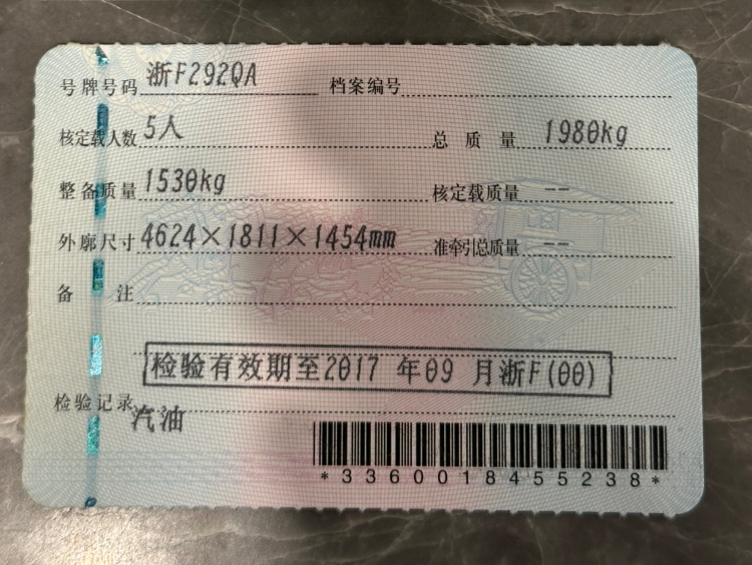 号牌号码 浙F292QA 档案编号
核定载人数 5人 总质量 1980kg
整备质量 1530kg 核定载质量 --
外廓尺寸 4624×1811×1454mm 准牵引总质量 --
备注
检验有效期至2017 年09 月浙F(00)
检验记录 汽油
*3360018455238*